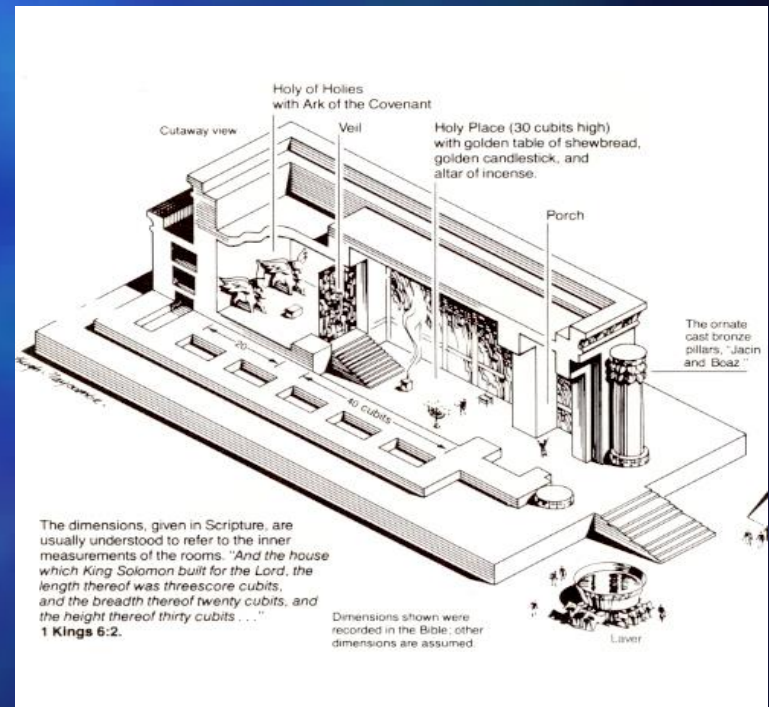 Holy of Holies
with Ark of the Covenant
Cutaway view
Veil
Holy Place (30 cubits high)
with golden table of shewbread,
golden candlestick, and
altar of incense.
Porch
The ornate
cast bronze
pillars, "Jacin
and Boaz."
20
40 cubits
The dimensions, given in Scripture, are
usually understood to refer to the inner
measurements of the rooms. "And the house
which King Solomon built for the Lord, the
length thereof was threescore cubits,
and the breadth thereof twenty cubits, and
the height thereof thirty cubits . . ."
1 Kings 6:2.
Dimensions shown were
recorded in the Bible; other
dimensions are assumed.
Laver